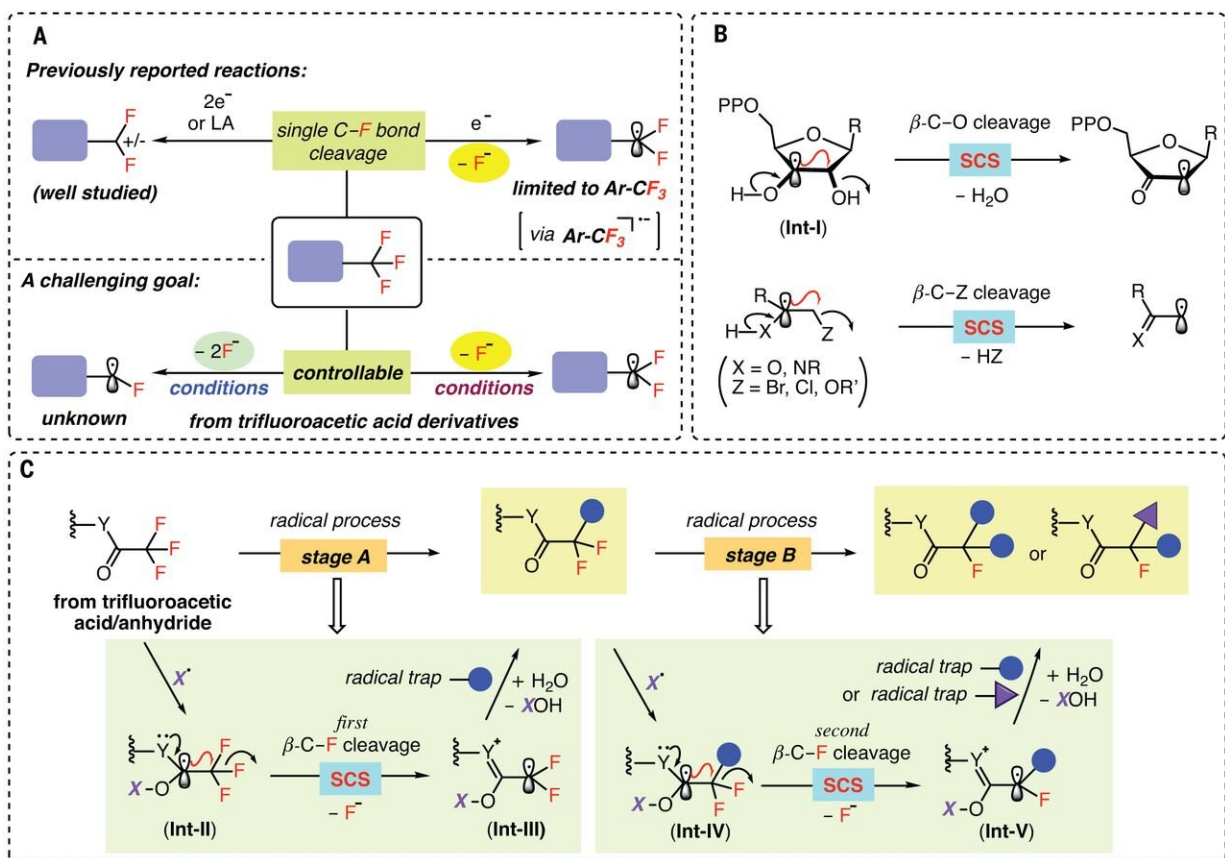 A
Previously reported reactions:
2e⁻
or LA
F
+/-
F
(well studied)
single C–F bond
cleavage
e⁻
– F⁻
F
F
limited to Ar-CF₃
[ via Ar-CF₃ •– ]
F
F
F
A challenging goal:
– 2F⁻
conditions
F
unknown
controllable
– F⁻
conditions
F
F
from trifluoroacetic acid derivatives
B
PPO
O
R
H–O
OH
(Int-I)
β-C–O cleavage
SCS
– H₂O
PPO
O
R
O
R
H
X
Z
( X = O, NR
Z = Br, Cl, OR' )
β-C–Z cleavage
SCS
– HZ
R
X
C
Y
F
F
O
F
from trifluoroacetic
acid/anhydride
radical process
stage A
Y
F
O
F
radical process
stage B
Y
O
F
or
Y
O
F
X•
Y
F
F
F
X-O
(Int-II)
first
β-C–F cleavage
SCS
– F⁻
radical trap
+ H₂O
– XOH
Y⁺
F
F
X-O
(Int-III)
X•
Y
F
F
X-O
(Int-IV)
second
β-C–F cleavage
SCS
– F⁻
radical trap
or radical trap
+ H₂O
– XOH
Y⁺
F
X-O
(Int-V)